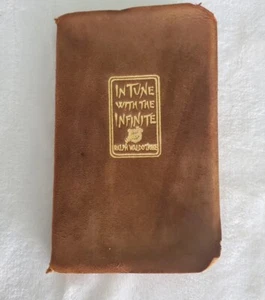 IN TUNE
WITH THE
INFINITE
RALPH WALDO TRINE